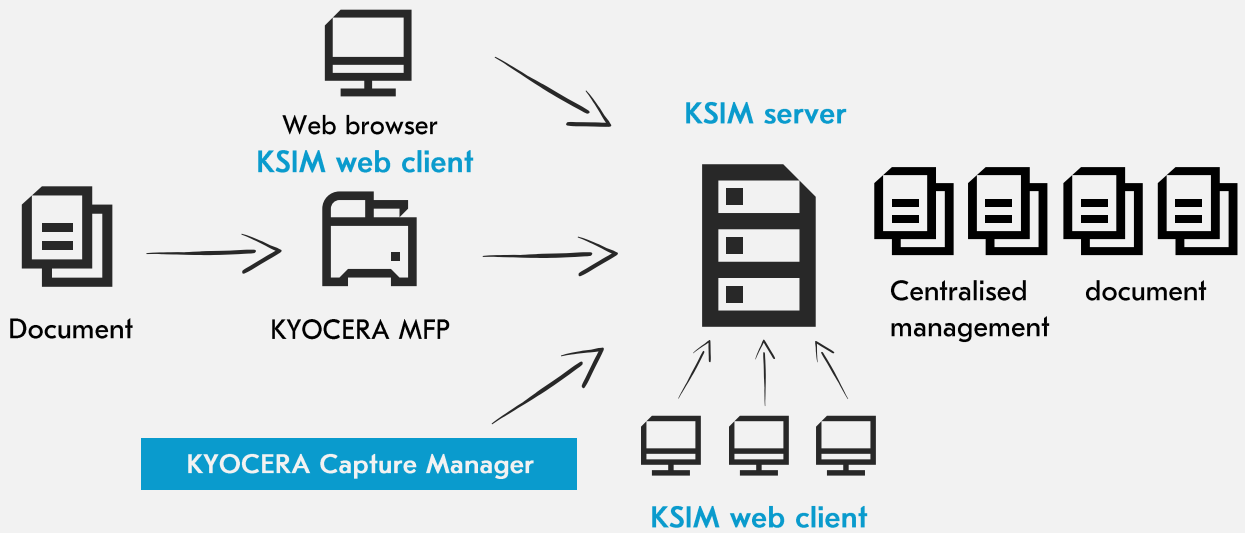 Web browser
KSIM web client
KSIM server
Document
KYOCERA MFP
Centralised document
management
KYOCERA Capture Manager
KSIM web client